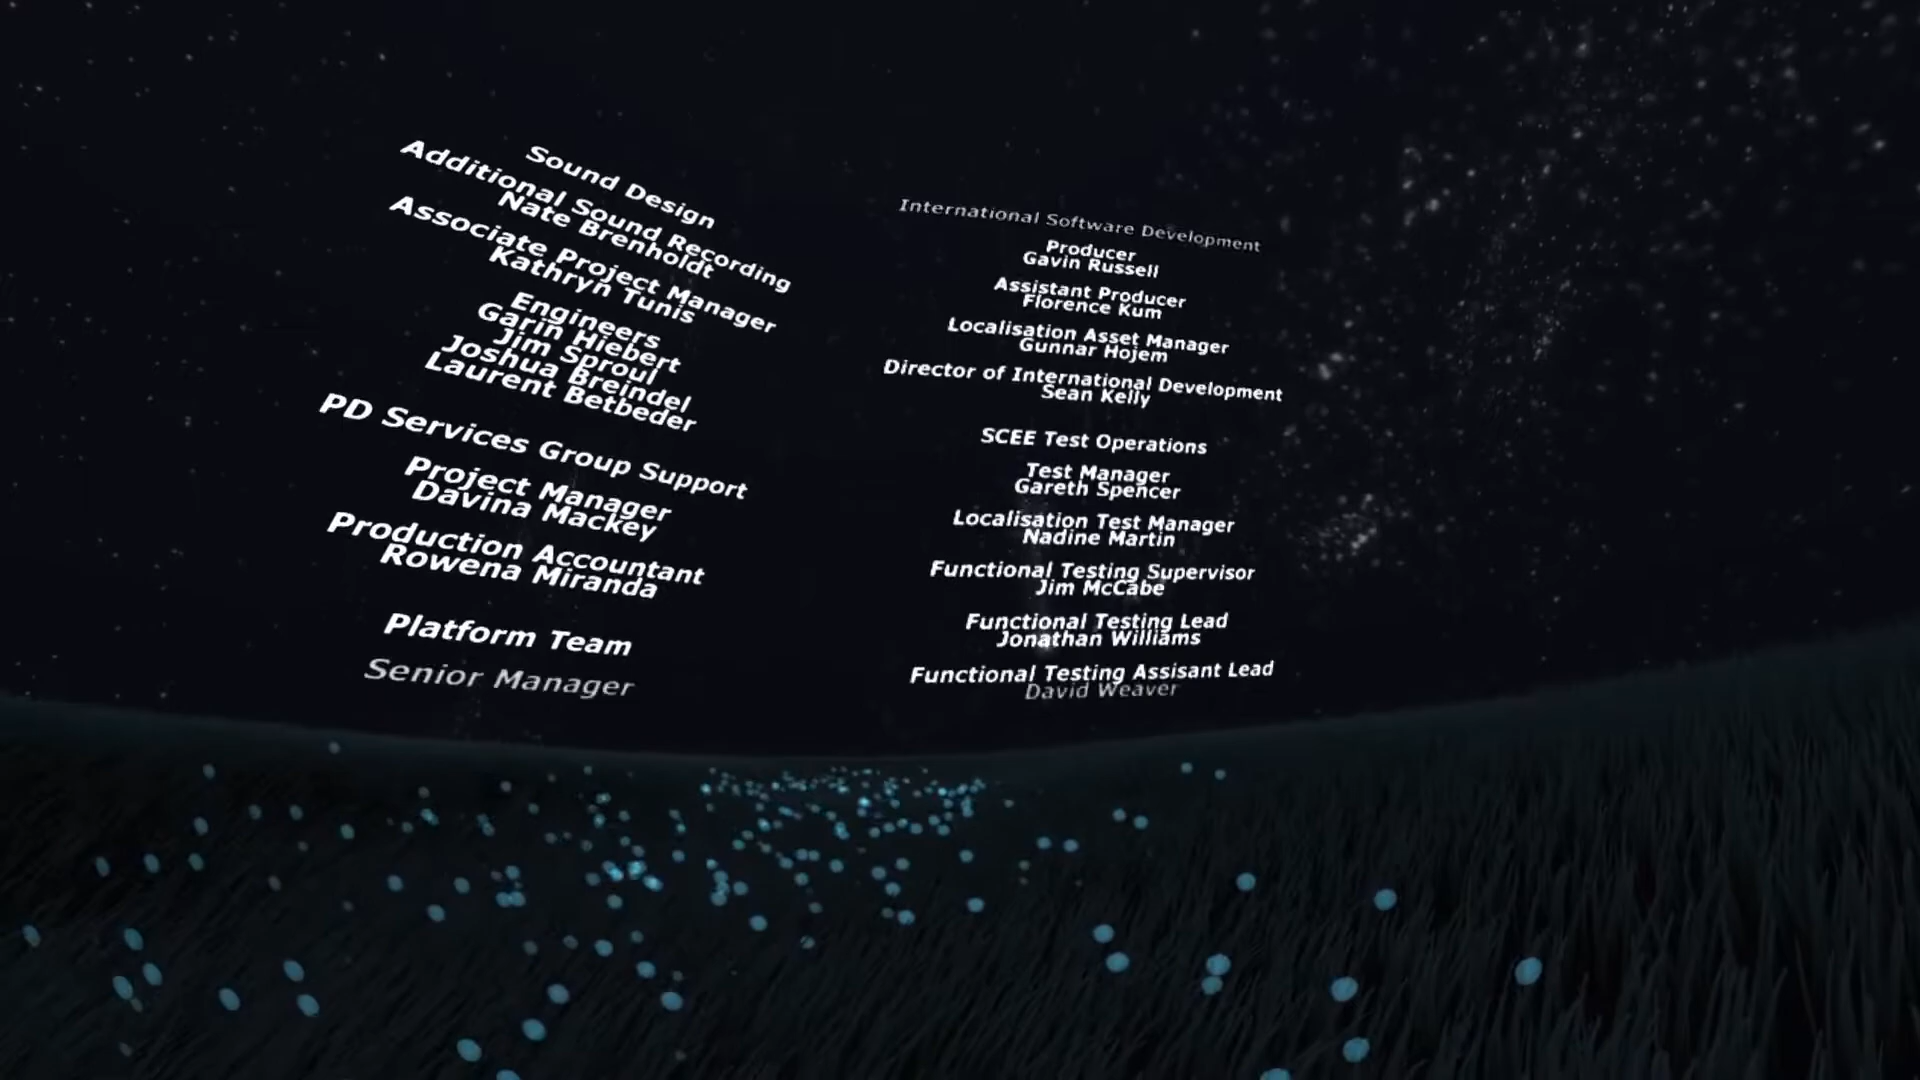 Sound Design
Additional Sound Recording
Nate Brenholdt
Associate Project Manager
Kathryn Tunis
Engineers
Garin Hiebert
Jim Sproul
Joshua Breindel
Laurent Betbeder
PD Services Group Support
Project Manager
Davina Mackey
Production Accountant
Rowena Miranda
Platform Team
Senior Manager
International Software Development
Producer
Gavin Russell
Assistant Producer
Florence Kum
Localisation Asset Manager
Gunnar Hojem
Director of International Development
Sean Kelly
SCEE Test Operations
Test Manager
Gareth Spencer
Localisation Test Manager
Nadine Martin
Functional Testing Supervisor
Jim McCabe
Functional Testing Lead
Jonathan Williams
Functional Testing Assisant Lead
David Weaver